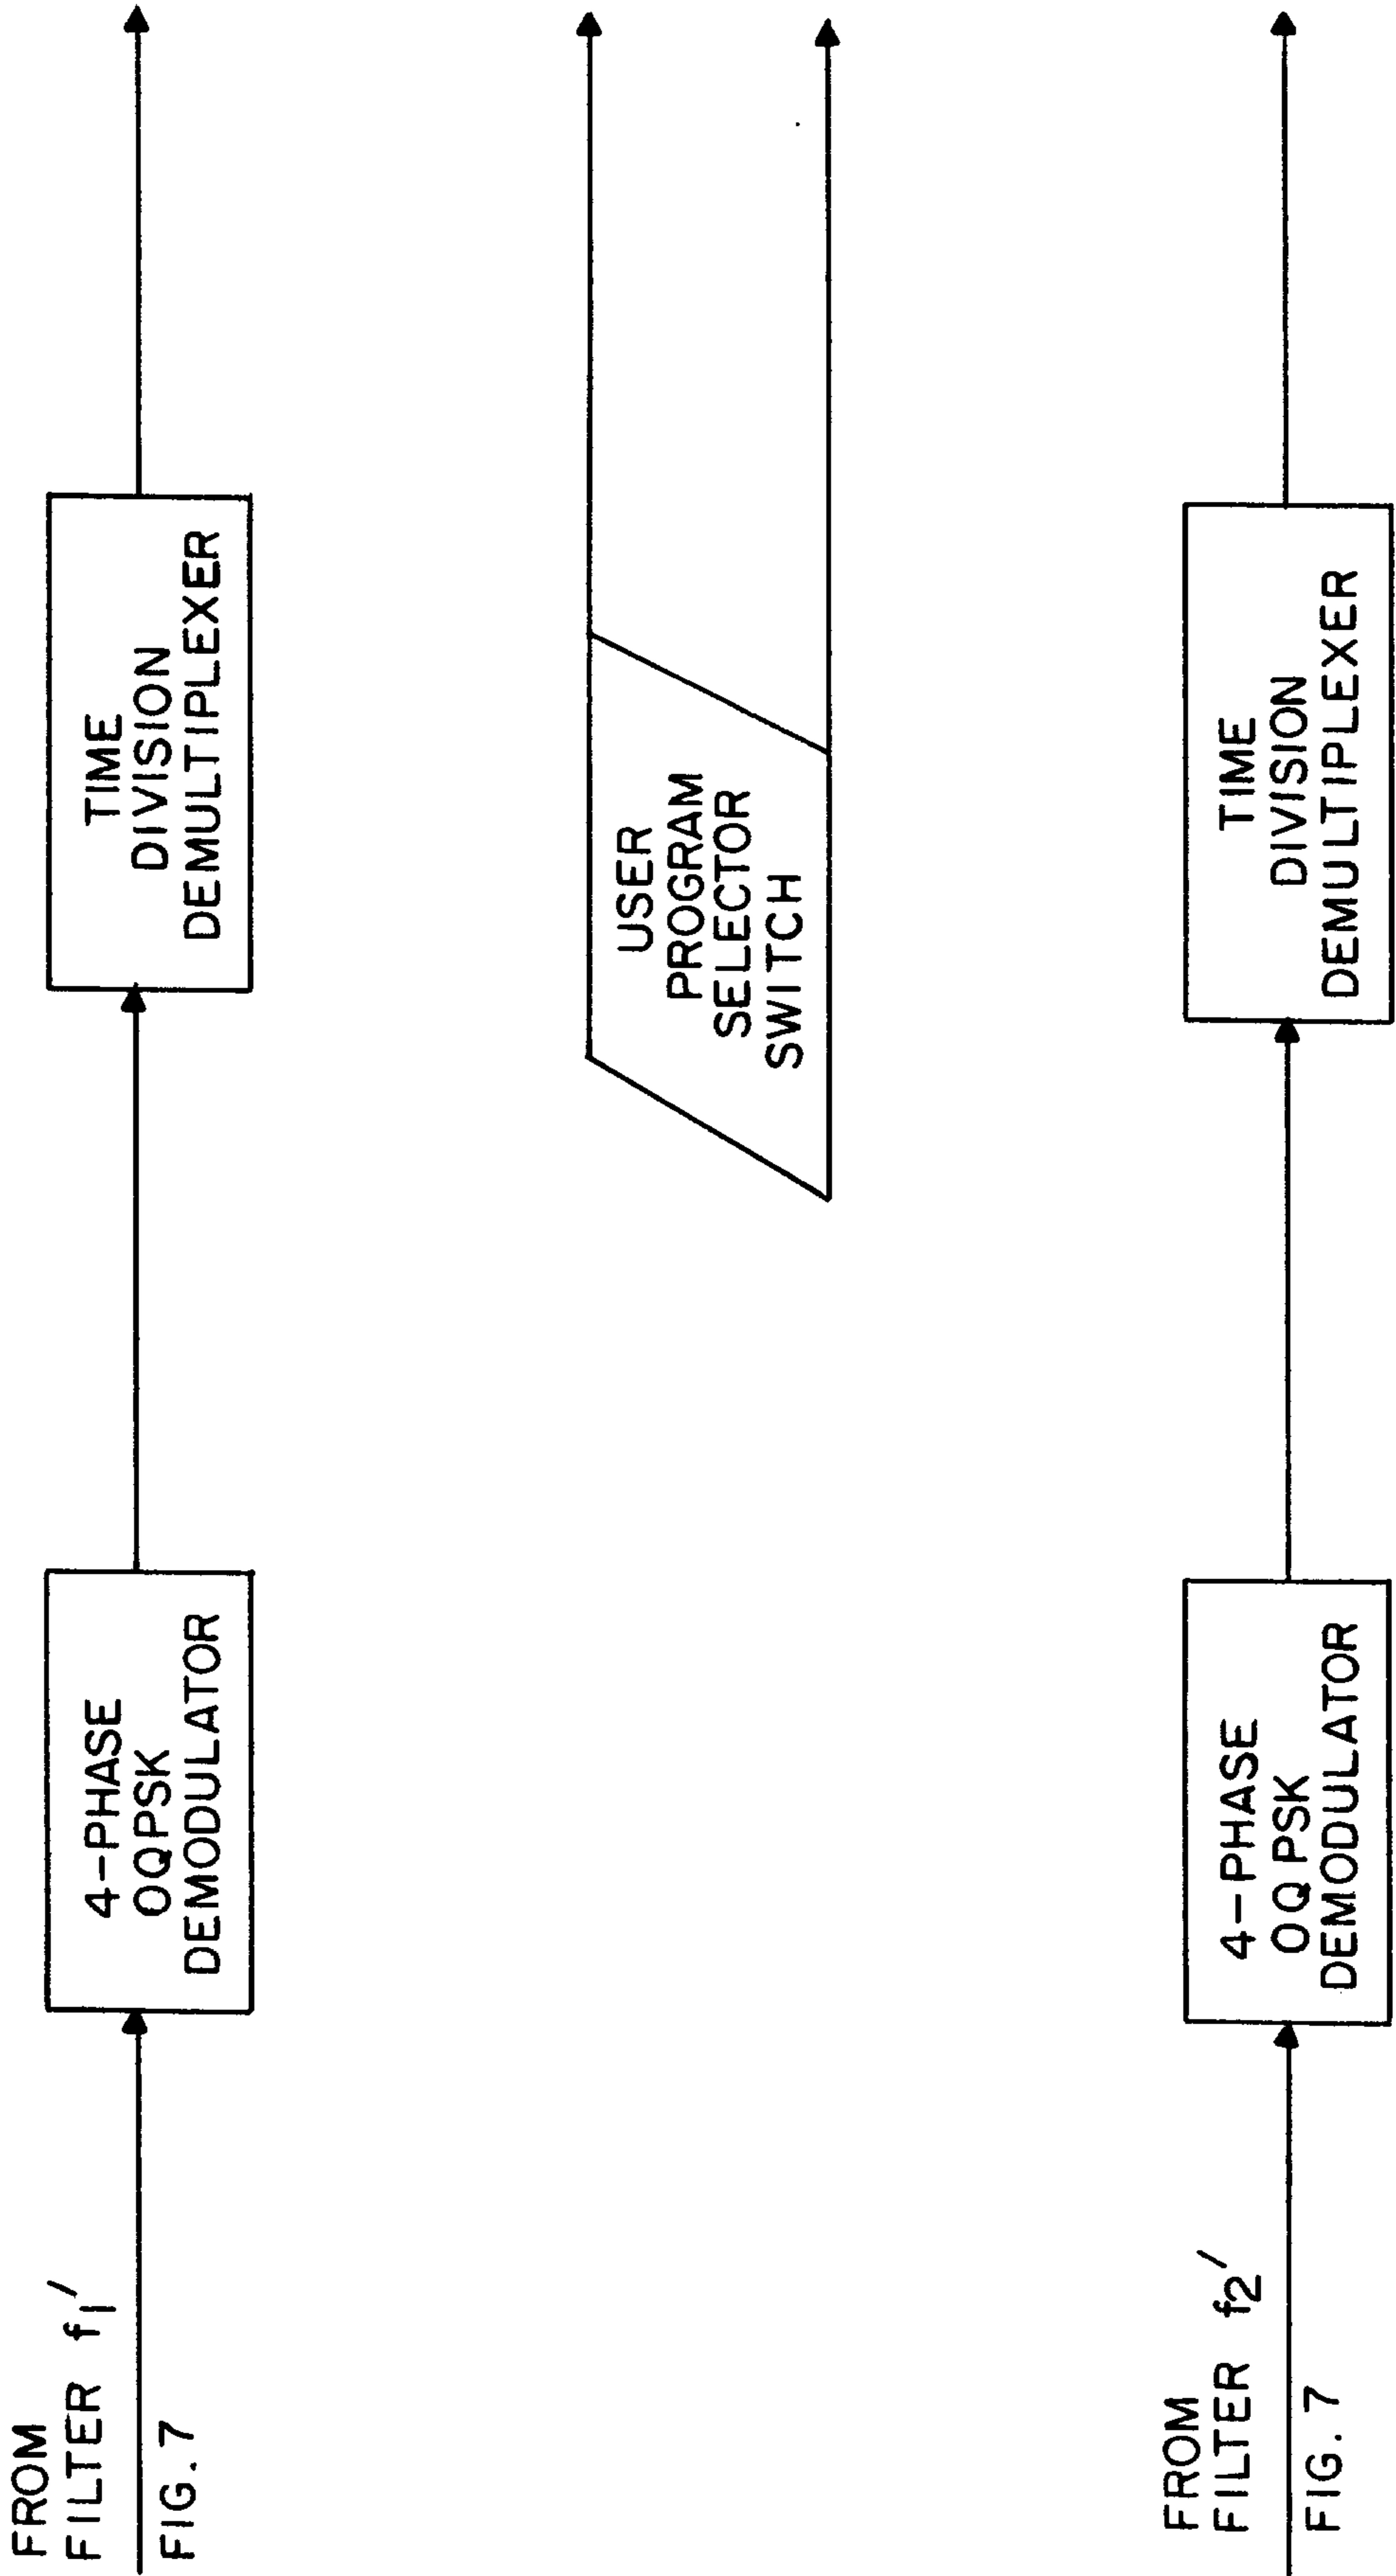 FROM
FILTER f1′
FIG. 7
4-PHASE
OQPSK
DEMODULATOR
TIME
DIVISION
DEMULTIPLEXER
USER
PROGRAM
SELECTOR
SWITCH
FROM
FILTER f2′
FIG. 7
4-PHASE
OQPSK
DEMODULATOR
TIME
DIVISION
DEMULTIPLEXER